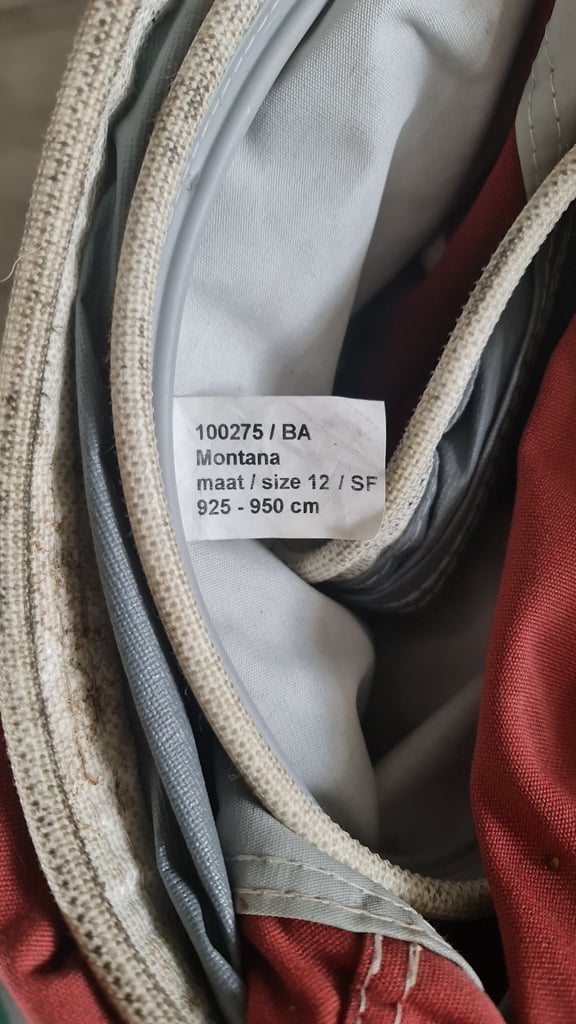 100275 / BA
Montana
maat / size 12 / SF
925 - 950 cm